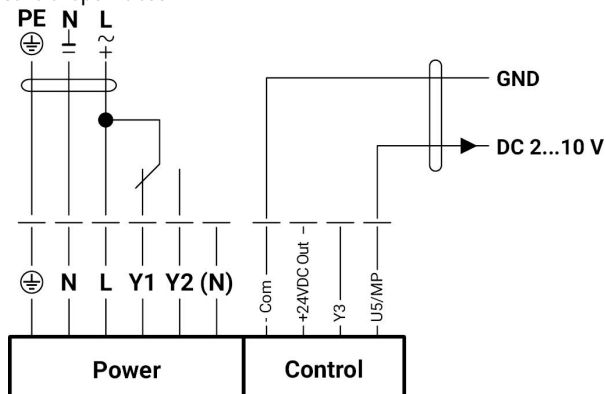 PE N L
GND
DC 2...10 V
N L Y1 Y2 (N)
- Com
+24VDC Out
Y3
U5/MP
Power
Control